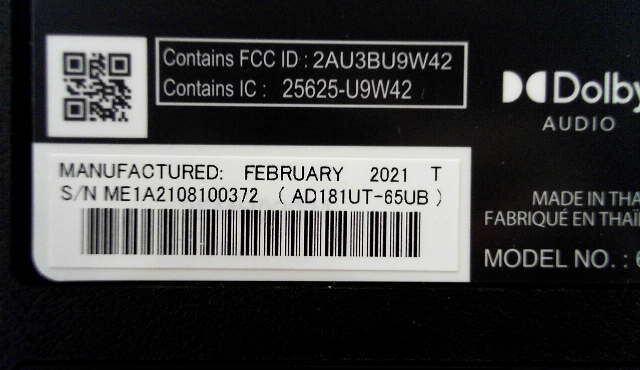 Contains FCC ID : 2AU3BU9W42
Contains IC : 25625-U9W42
Dolby
AUDIO
MANUFACTURED: FEBRUARY 2021 T
S/N ME1A2108100372 ( AD181UT-65UB )
MADE IN THA
FABRIQUÉ EN THAÏ
MODEL NO. :